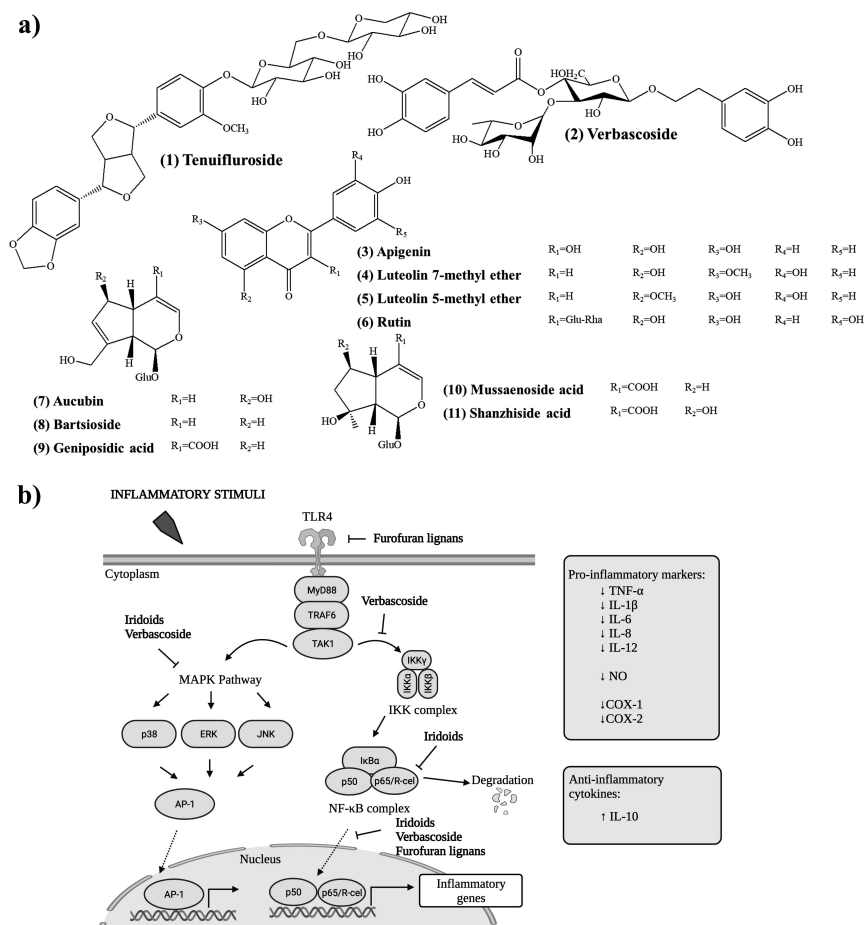 a)
OH
O
O
O
OH
HO
OH
O
O
OH
HO
OH
O
OCH3
O
O
O
O
(1) Tenuifluroside
O
HO
HO
O
HOH2C
O
O
HO
O
OH
OH
O
HO
HO
OH
(2) Verbascoside
R4
OH
R3
O
R5
R1
R2
O
(3) Apigenin R1=OH R2=OH R3=OH R4=H R5=H
(4) Luteolin 7-methyl ether R1=H R2=OH R3=OCH3 R4=OH R5=H
(5) Luteolin 5-methyl ether R1=H R2=OCH3 R3=OH R4=OH R5=H
(6) Rutin R1=Glu-Rha R2=OH R3=OH R4=H R5=OH
R2
H
R1
O
HO
H
GluO
(7) Aucubin R1=H R2=OH
(8) Bartsioside R1=H R2=H
(9) Geniposidic acid R1=COOH R2=H
R2
H
R1
O
HO
H
GluO
(10) Mussaenoside acid R1=COOH R2=H
(11) Shanzhiside acid R1=COOH R2=OH
b)
INFLAMMATORY STIMULI
TLR4
Furofuran lignans
Cytoplasm
MyD88
TRAF6
TAK1
Verbascoside
Iridoids
Verbascoside
MAPK Pathway
IKKγ
IKKα
IKKβ
IKK complex
p38
ERK
JNK
Iridoids
IκBα
p50
p65/R-cel
Degradation
AP-1
NF-κB complex
Iridoids
Verbascoside
Furofuran lignans
Nucleus
AP-1
p50
p65/R-cel
Inflammatory
genes
Pro-inflammatory markers:
↓ TNF-α
↓ IL-1β
↓ IL-6
↓ IL-8
↓ IL-12
↓ NO
↓COX-1
↓COX-2
Anti-inflammatory
cytokines:
↑ IL-10